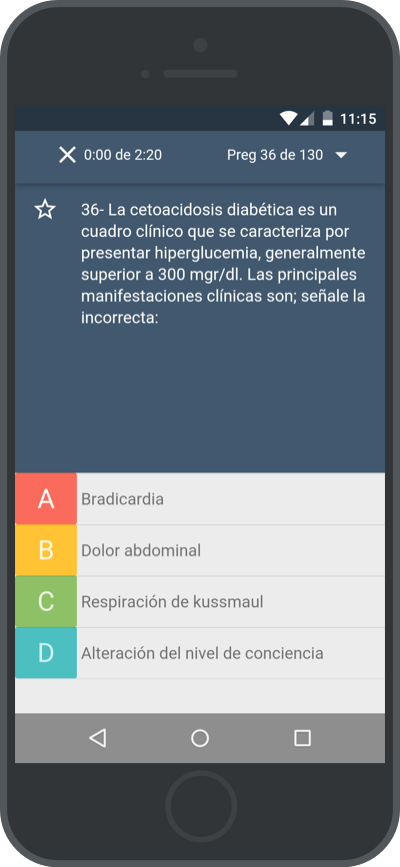 11:15
0:00 de 2:20
Preg 36 de 130
36- La cetoacidosis diabética es un
cuadro clínico que se caracteriza por
presentar hiperglucemia, generalmente
superior a 300 mgr/dl. Las principales
manifestaciones clínicas son; señale la
incorrecta:
A Bradicardia
B Dolor abdominal
C Respiración de kussmaul
D Alteración del nivel de conciencia